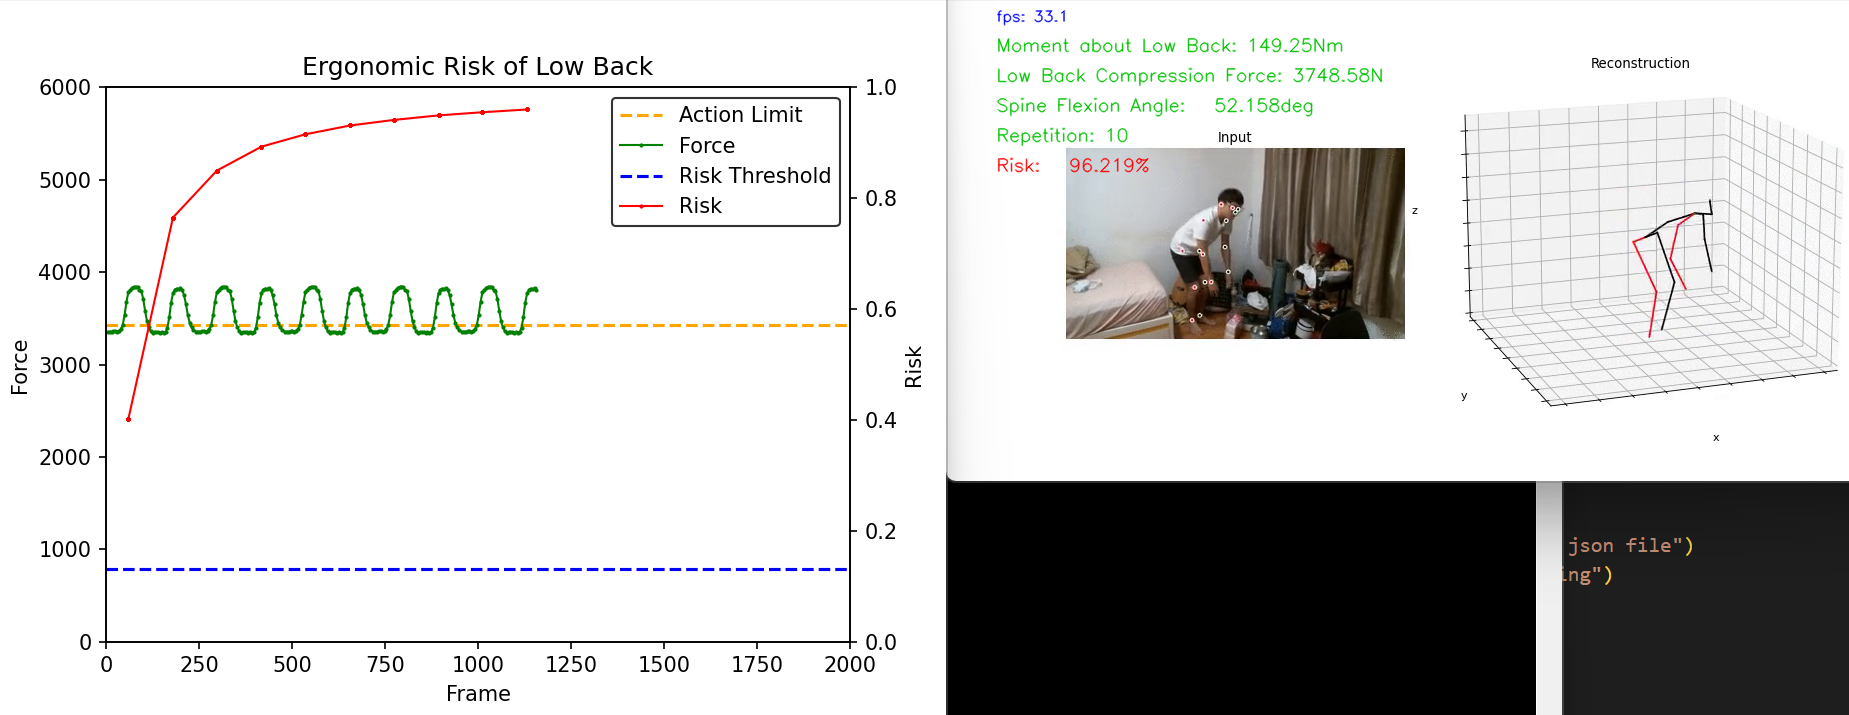 Ergonomic Risk of Low Back
6000
5000
4000
3000
2000
1000
0
Force
1.0
0.8
0.6
0.4
0.2
0.0
Risk
Action Limit
Force
Risk Threshold
Risk
0 250 500 750 1000 1250 1500 1750 2000
Frame
fps: 33.1
Moment about Low Back: 149.25Nm
Low Back Compression Force: 3748.58N
Spine Flexion Angle: 52.158deg
Repetition: 10
Risk: 96.219%
Input
Reconstruction
z
y
x
json file")
ing")